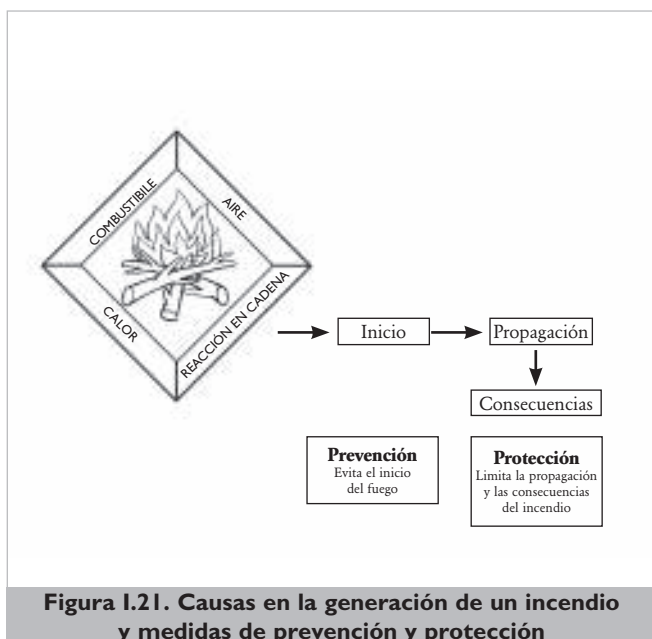 COMBUSTIBILE
AIRE
CALOR
REACCIÓN EN CADENA
Inicio
Propagación
Consecuencias
Prevención
Evita el inicio
del fuego
Protección
Limita la propagación
y las consecuencias
del incendio
Figura I.21. Causas en la generación de un incendio
y medidas de prevención y protección